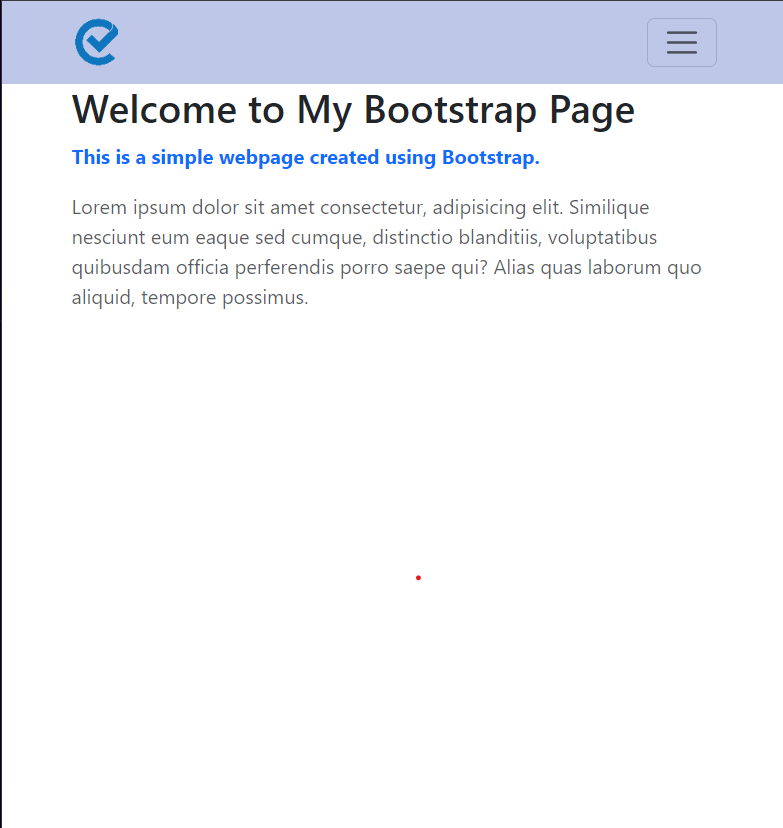 Welcome to My Bootstrap Page
This is a simple webpage created using Bootstrap.
Lorem ipsum dolor sit amet consectetur, adipisicing elit. Similique
nesciunt eum eaque sed cumque, distinctio blanditiis, voluptatibus
quibusdam officia perferendis porro saepe qui? Alias quas laborum quo
aliquid, tempore possimus.